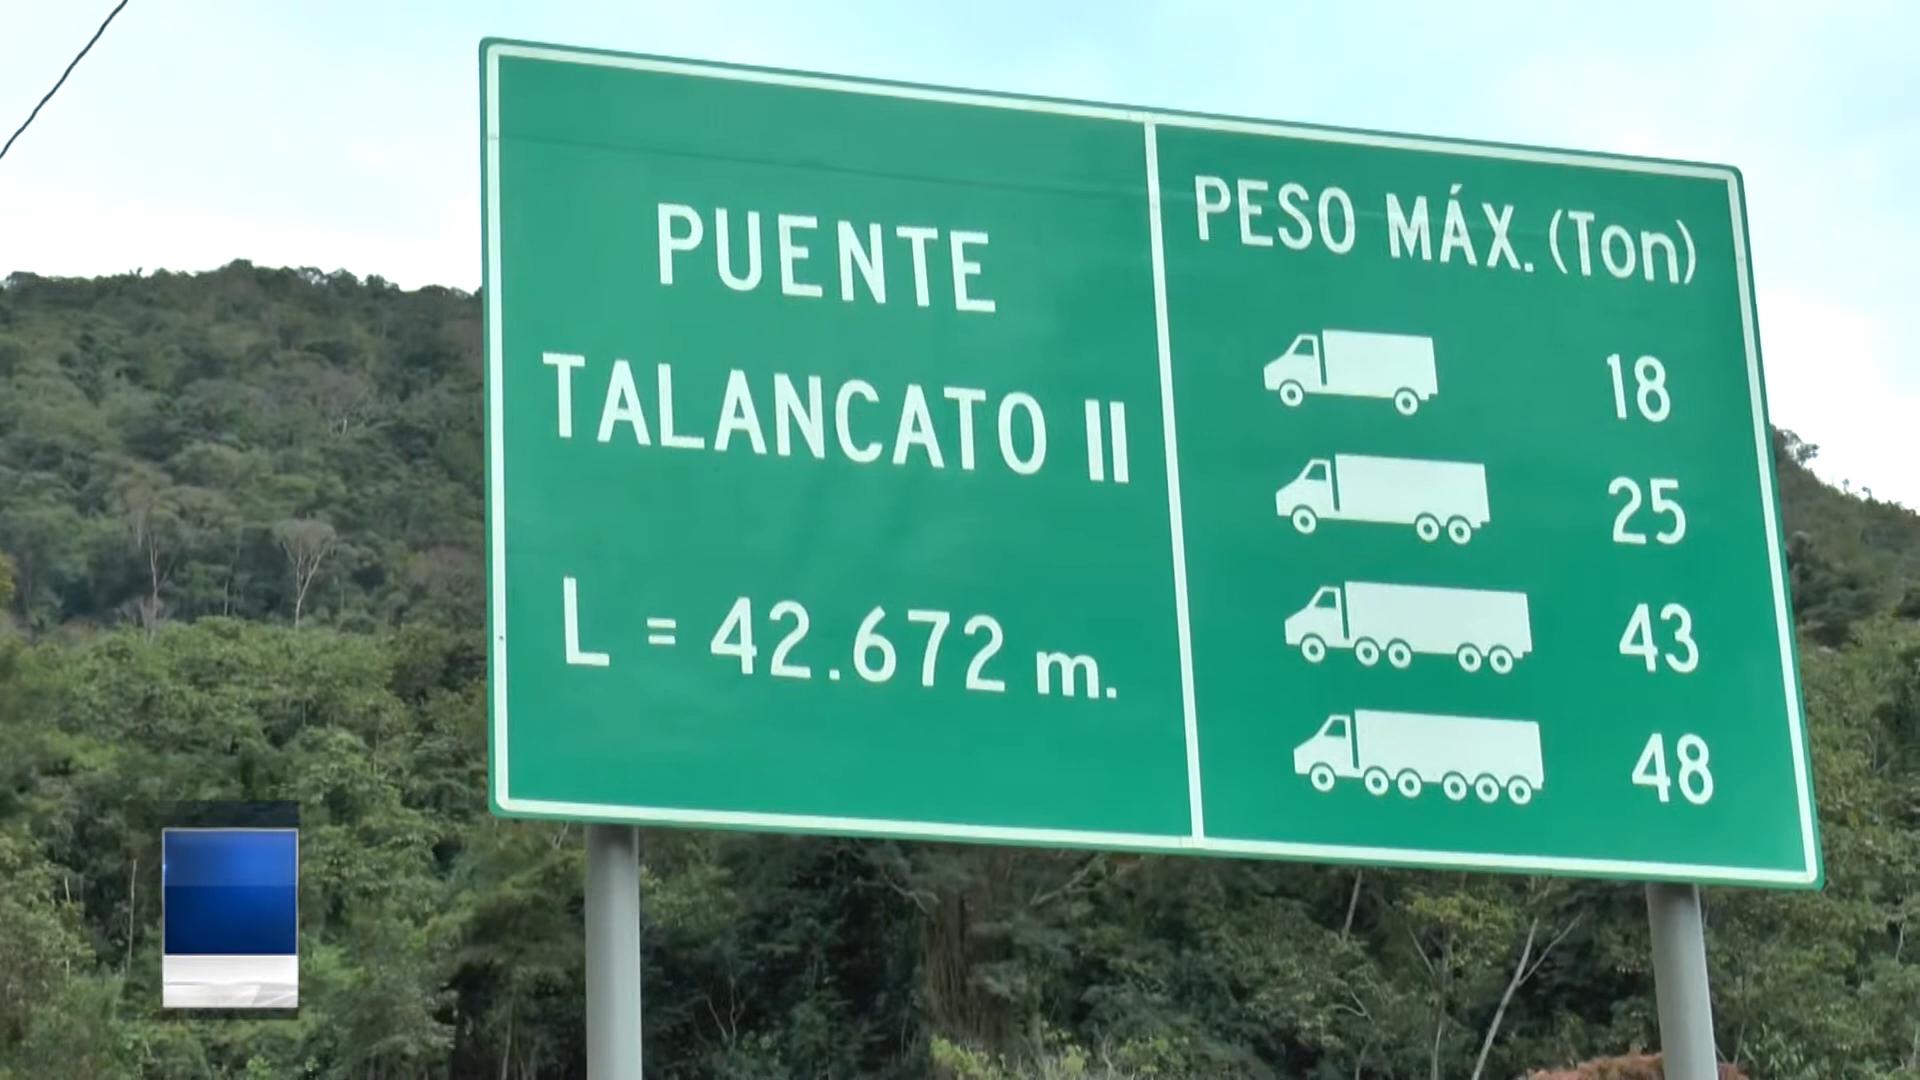 PUENTE
TALANCATO II
L = 42.672 m.
PESO MÁX. (Ton)
18
25
43
48